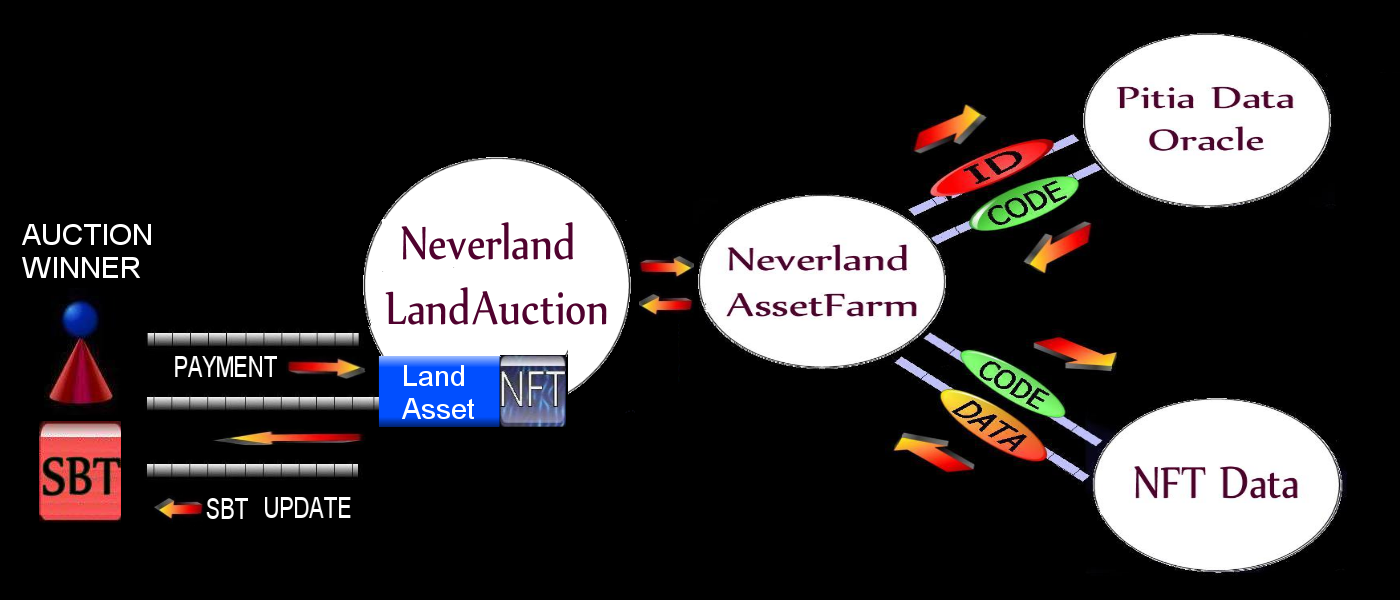 AUCTION
WINNER
SBT
PAYMENT
SBT UPDATE
Neverland
LandAuction
Land
Asset
NFT
Neverland
AssetFarm
ID
CODE
Pitia Data
Oracle
CODE
DATA
NFT Data